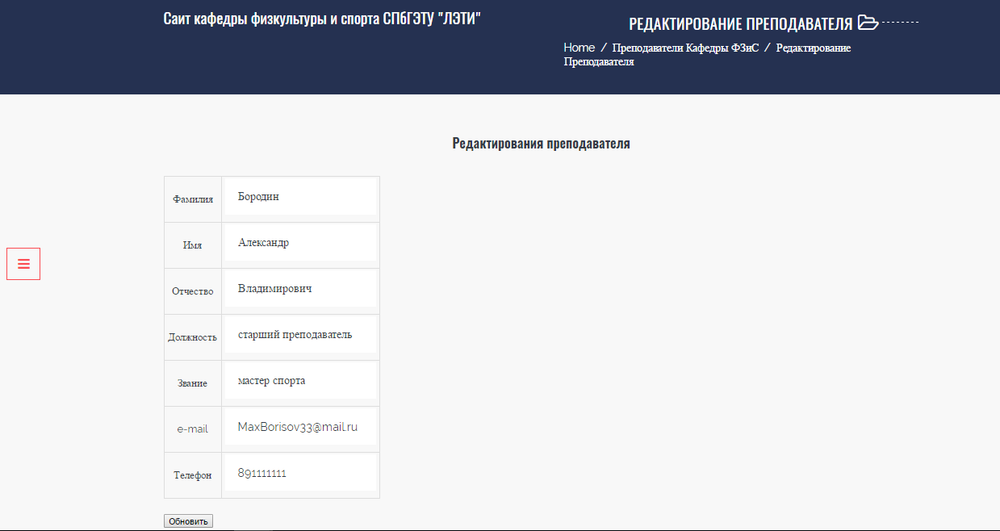 Саит кафедры физкультуры и спорта СПбГЭТУ "ЛЭТИ"
РЕДАКТИРОВАНИЕ ПРЕПОДАВАТЕЛЯ
Home / Преподаватели Кафедры ФЗиС / Редактирование
Преподавателя
Редактирования преподавателя
Фамилия Бородин
Имя Александр
Отчество Владимирович
Должность старший преподаватель
Звание мастер спорта
e-mail MaxBorisov33@mail.ru
Телефон 891111111
Обновить